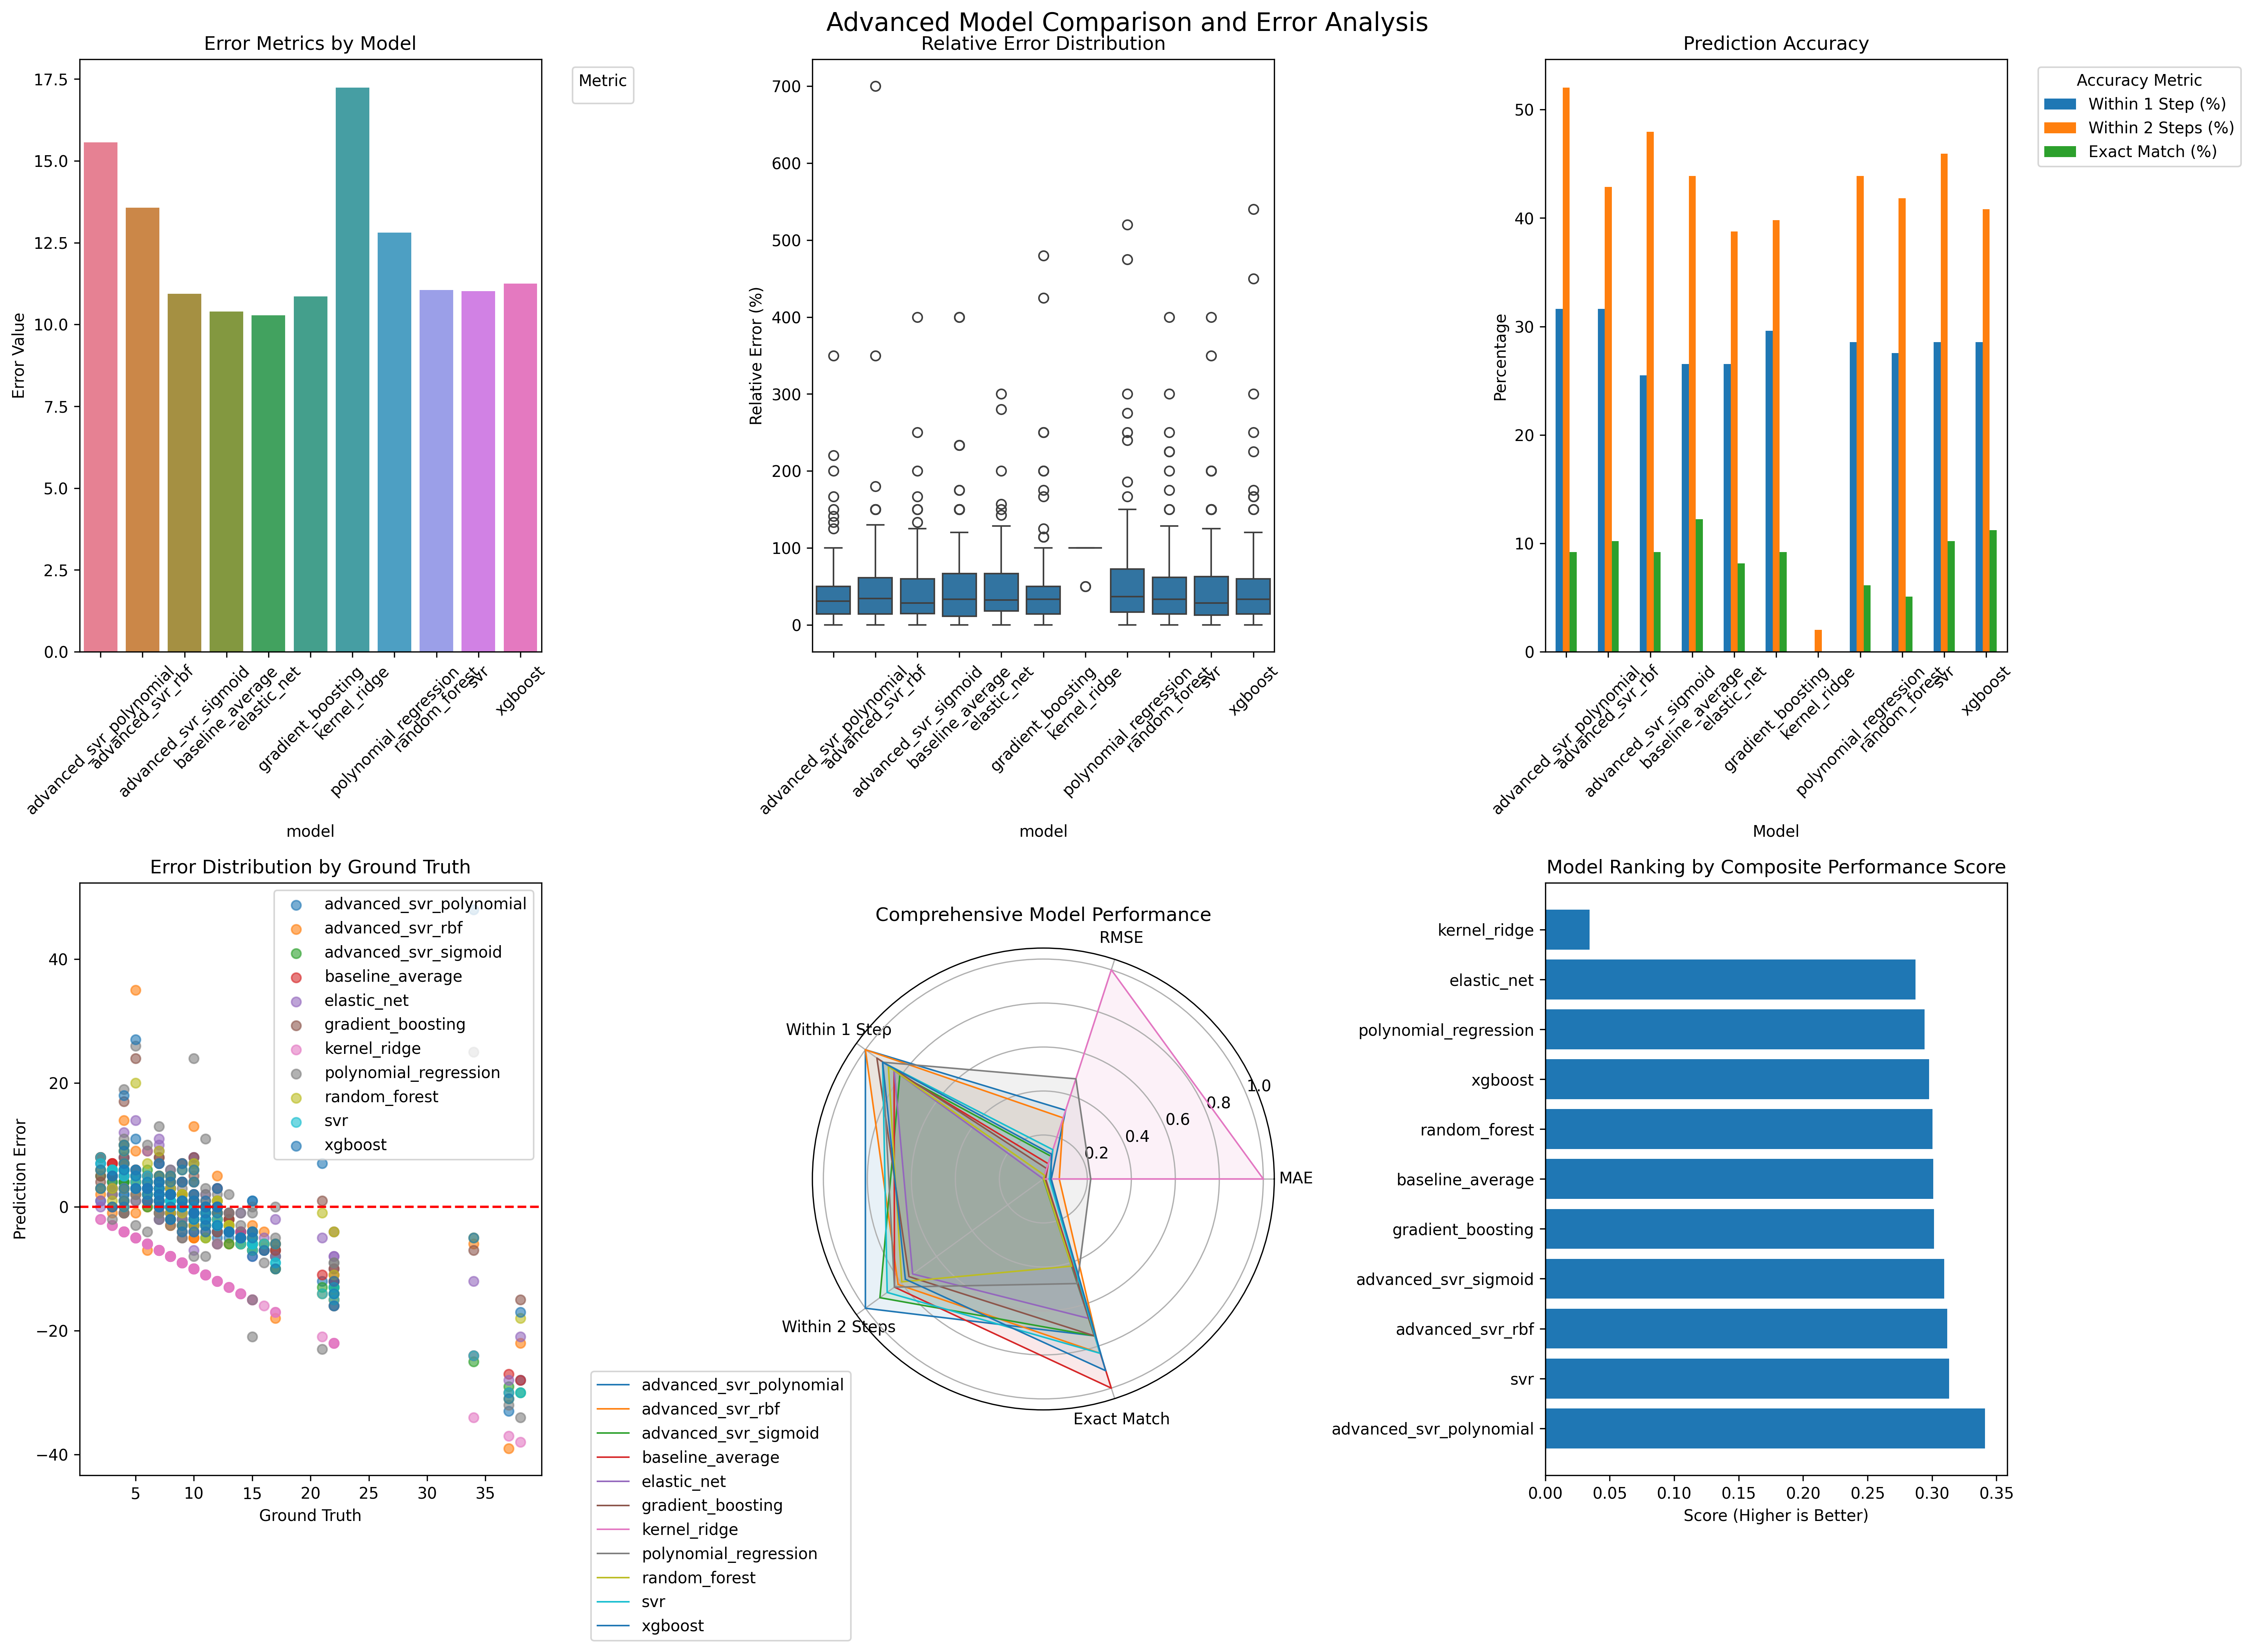 Advanced Model Comparison and Error Analysis
Error Metrics by Model
Error Value
17.5
15.0
12.5
10.0
7.5
5.0
2.5
0.0
advanced_svr_polynomial
advanced_svr_rbf
advanced_svr_sigmoid
baseline_average
elastic_net
gradient_boosting
kernel_ridge
polynomial_regression
random_forest
svr
xgboost
model
Metric
Relative Error Distribution
Relative Error (%)
700
600
500
400
300
200
100
0
advanced_svr_polynomial
advanced_svr_rbf
advanced_svr_sigmoid
baseline_average
elastic_net
gradient_boosting
kernel_ridge
polynomial_regression
random_forest
svr
xgboost
model
Prediction Accuracy
Percentage
50
40
30
20
10
0
advanced_svr_polynomial
advanced_svr_rbf
advanced_svr_sigmoid
baseline_average
elastic_net
gradient_boosting
kernel_ridge
polynomial_regression
random_forest
svr
xgboost
Model
Accuracy Metric
Within 1 Step (%)
Within 2 Steps (%)
Exact Match (%)
Error Distribution by Ground Truth
Prediction Error
40
20
0
−20
−40
5 10 15 20 25 30 35
Ground Truth
advanced_svr_polynomial
advanced_svr_rbf
advanced_svr_sigmoid
baseline_average
elastic_net
gradient_boosting
kernel_ridge
polynomial_regression
random_forest
svr
xgboost
Comprehensive Model Performance
RMSE
Within 1 Step
MAE
Within 2 Steps
Exact Match
0.2
0.4
0.6
0.8
1.0
advanced_svr_polynomial
advanced_svr_rbf
advanced_svr_sigmoid
baseline_average
elastic_net
gradient_boosting
kernel_ridge
polynomial_regression
random_forest
svr
xgboost
Model Ranking by Composite Performance Score
kernel_ridge
elastic_net
polynomial_regression
xgboost
random_forest
baseline_average
gradient_boosting
advanced_svr_sigmoid
advanced_svr_rbf
svr
advanced_svr_polynomial
0.00 0.05 0.10 0.15 0.20 0.25 0.30 0.35
Score (Higher is Better)